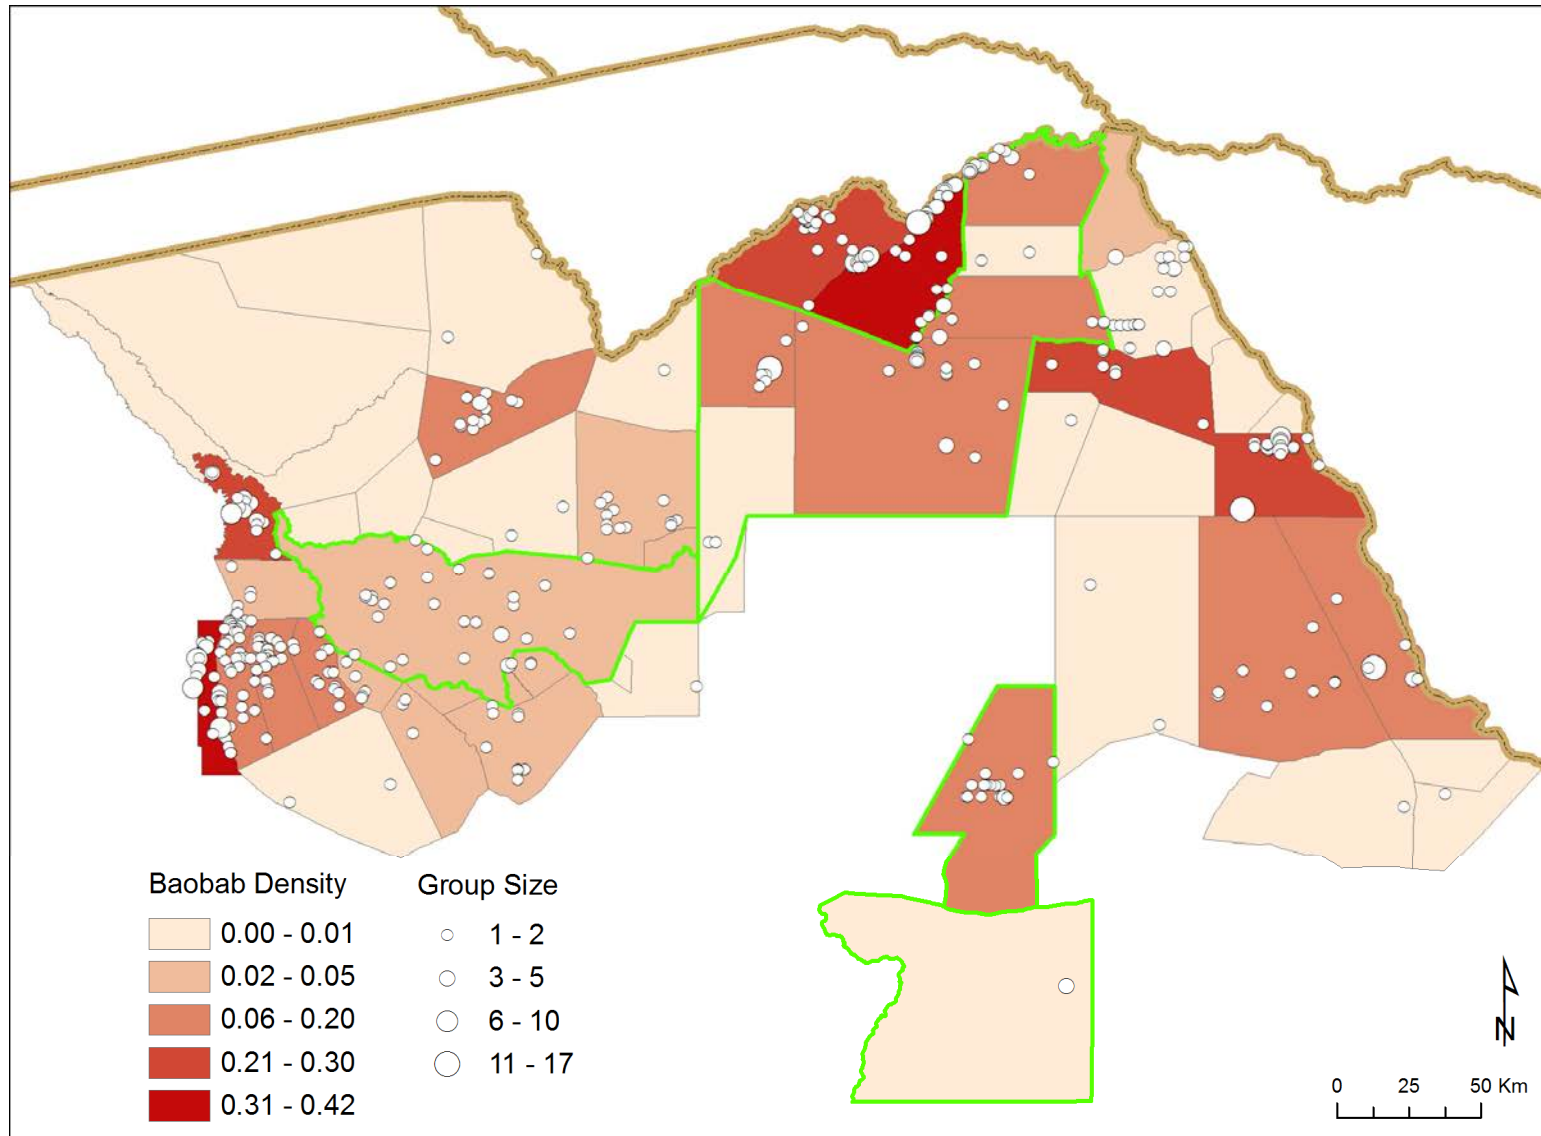 Baobab Density
0.00 - 0.01
0.02 - 0.05
0.06 - 0.20
0.21 - 0.30
0.31 - 0.42
Group Size
1 - 2
3 - 5
6 - 10
11 - 17
N
0 25 50 Km